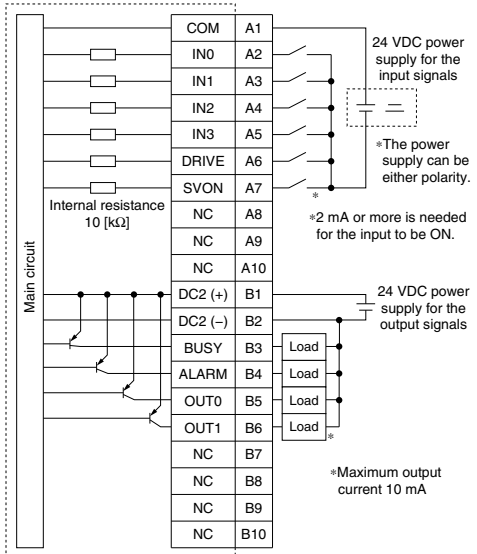 COM A1
IN0 A2
IN1 A3
IN2 A4
IN3 A5
DRIVE A6
SVON A7
NC A8
NC A9
NC A10
DC2 (+) B1
DC2 (−) B2
BUSY B3
ALARM B4
OUT0 B5
OUT1 B6
NC B7
NC B8
NC B9
NC B10
Main circuit
Internal resistance
10 [kΩ]
24 VDC power
supply for the
input signals
*The power
supply can be
either polarity.
*
*2 mA or more is needed
for the input to be ON.
24 VDC power
supply for the
output signals
Load
Load
Load
Load
*
*Maximum output
current 10 mA